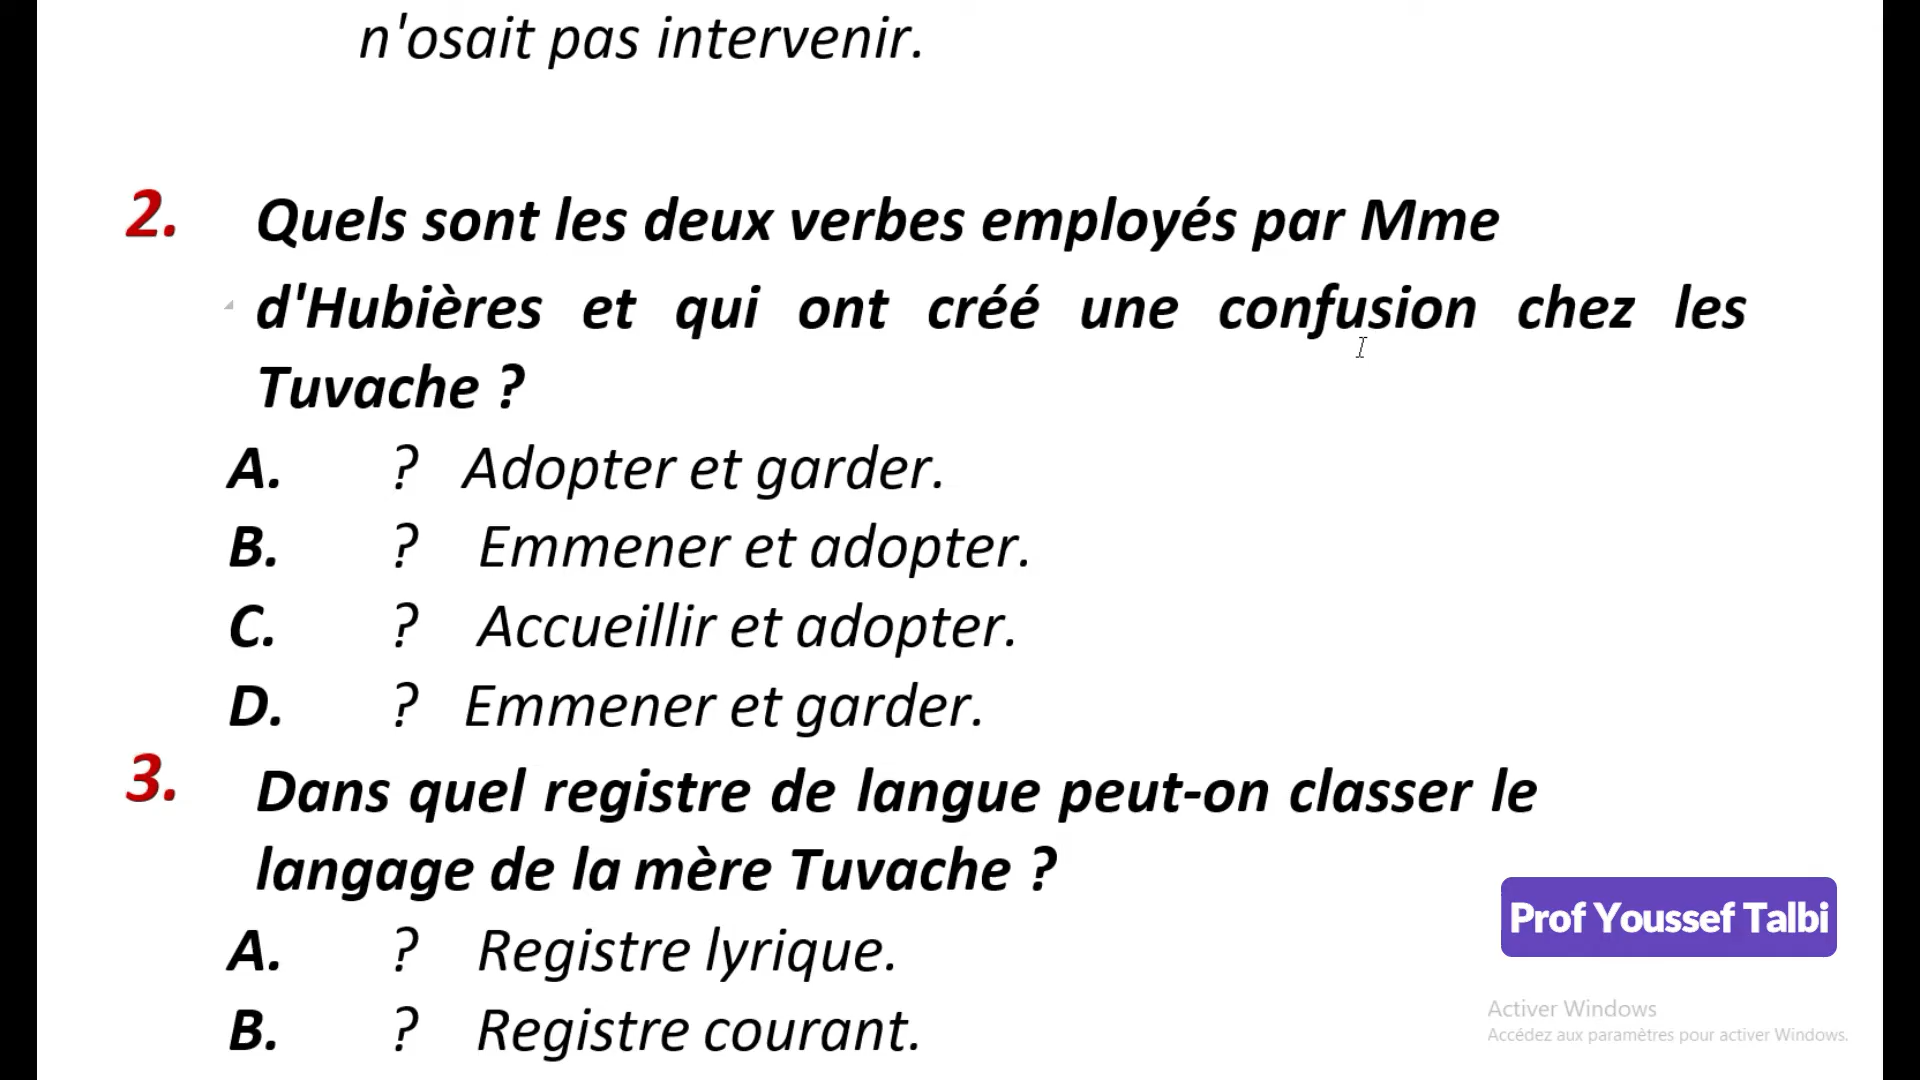 n'osait pas intervenir.
2. Quels sont les deux verbes employés par Mme
d'Hubières et qui ont créé une confusion chez les
Tuvache ?
A. ? Adopter et garder.
B. ? Emmener et adopter.
C. ? Accueillir et adopter.
D. ? Emmener et garder.
3. Dans quel registre de langue peut-on classer le
langage de la mère Tuvache ?
A. ? Registre lyrique.
B. ? Registre courant.
Prof Youssef Talbi
Activer Windows
Accédez aux paramètres pour activer Windows.